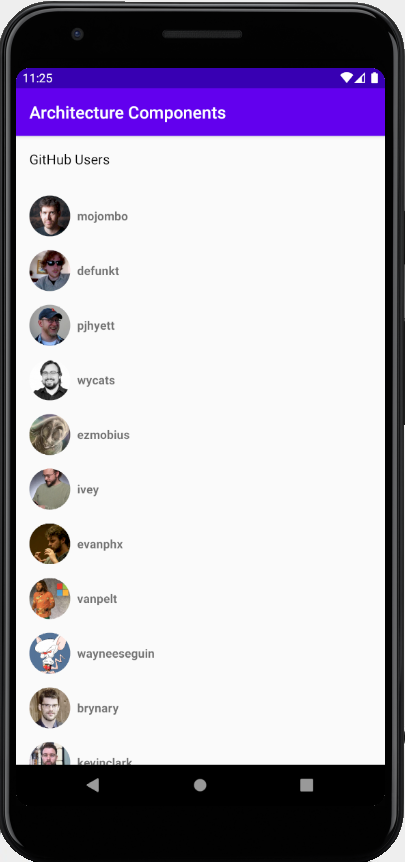 11:25
Architecture Components
GitHub Users
mojombo
defunkt
pjhyett
wycats
ezmobius
ivey
evanphx
vanpelt
wayneeseguin
brynary
kevinclark